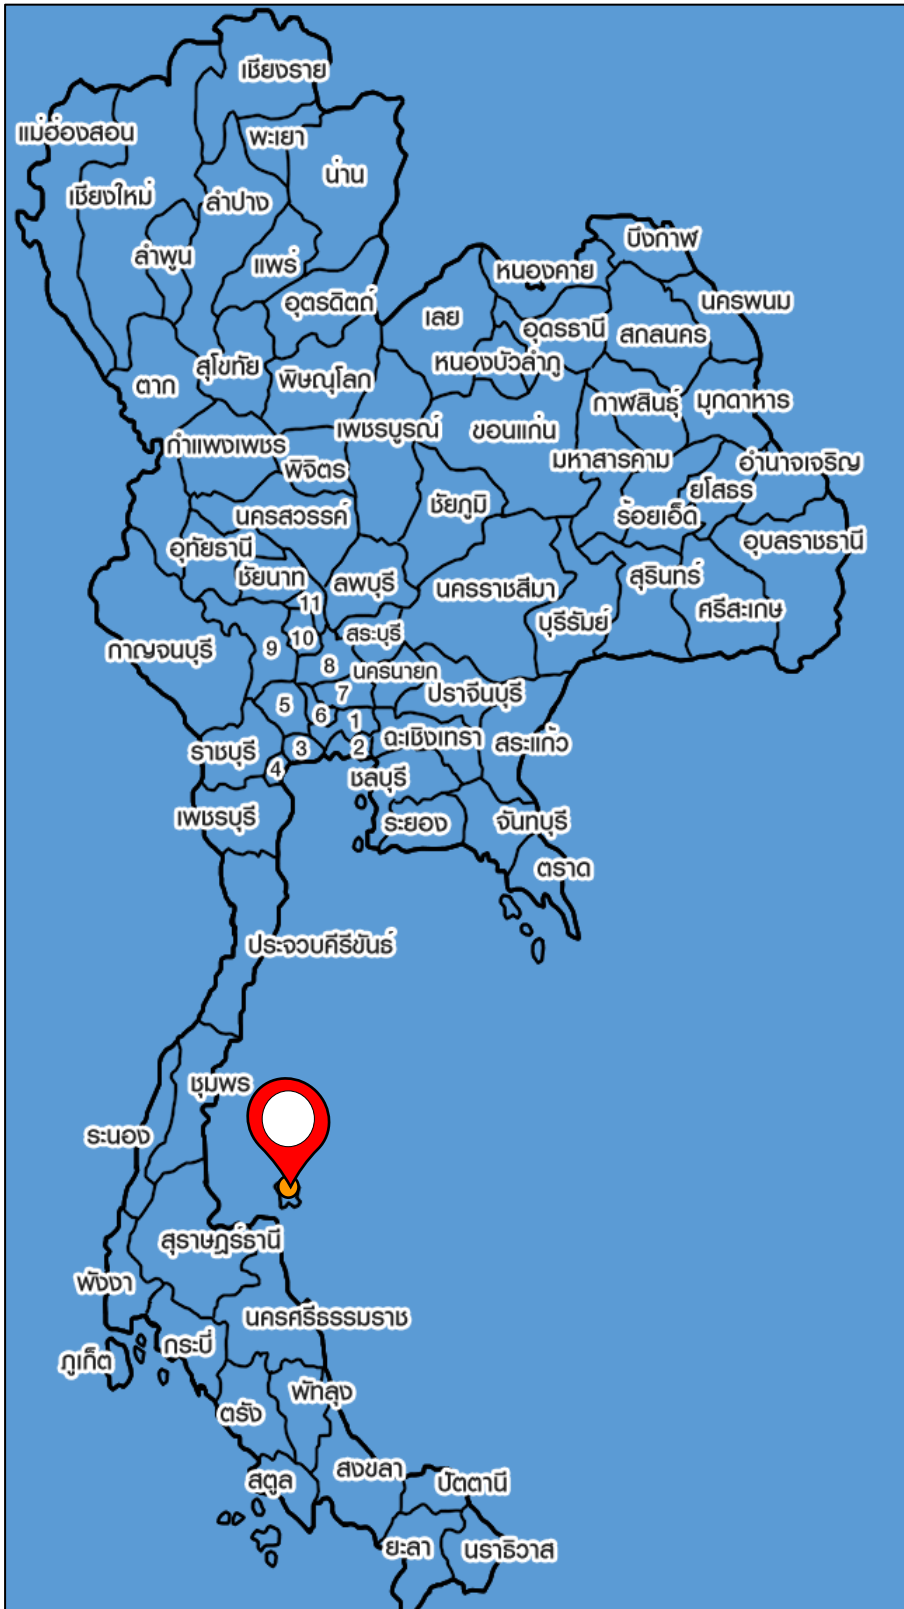 เชียงราย
แม่ฮ่องสอน
พะเยา
น่าน
เชียงใหม่
ลำปาง
ลำพูน
แพร่
บึงกาฬ
หนองคาย
อุตรดิตถ์
นครพนม
เลย
อุดรธานี
สกลนคร
สุโขทัย
หนองบัวลำภู
ตาก
พิษณุโลก
กาฬสินธุ์
มุกดาหาร
เพชรบูรณ์
ขอนแก่น
กำแพงเพชร
พิจิตร
มหาสารคาม
อำนาจเจริญ
ชัยภูมิ
ยโสธร
นครสวรรค์
ร้อยเอ็ด
อุบลราชธานี
อุทัยธานี
ชัยนาท
ลพบุรี
นครราชสีมา
สุรินทร์
11
บุรีรัมย์
ศรีสะเกษ
กาญจนบุรี
9
10
สระบุรี
8
นครนายก
7
ปราจีนบุรี
5
6
1
ฉะเชิงเทรา
สระแก้ว
ราชบุรี
3
2
4
ชลบุรี
เพชรบุรี
ระยอง
จันทบุรี
ตราด
ประจวบคีรีขันธ์
ชุมพร
ระนอง
สุราษฎร์ธานี
พังงา
นครศรีธรรมราช
กระบี่
ภูเก็ต
พัทลุง
ตรัง
สงขลา
สตูล
ปัตตานี
ยะลา
นราธิวาส